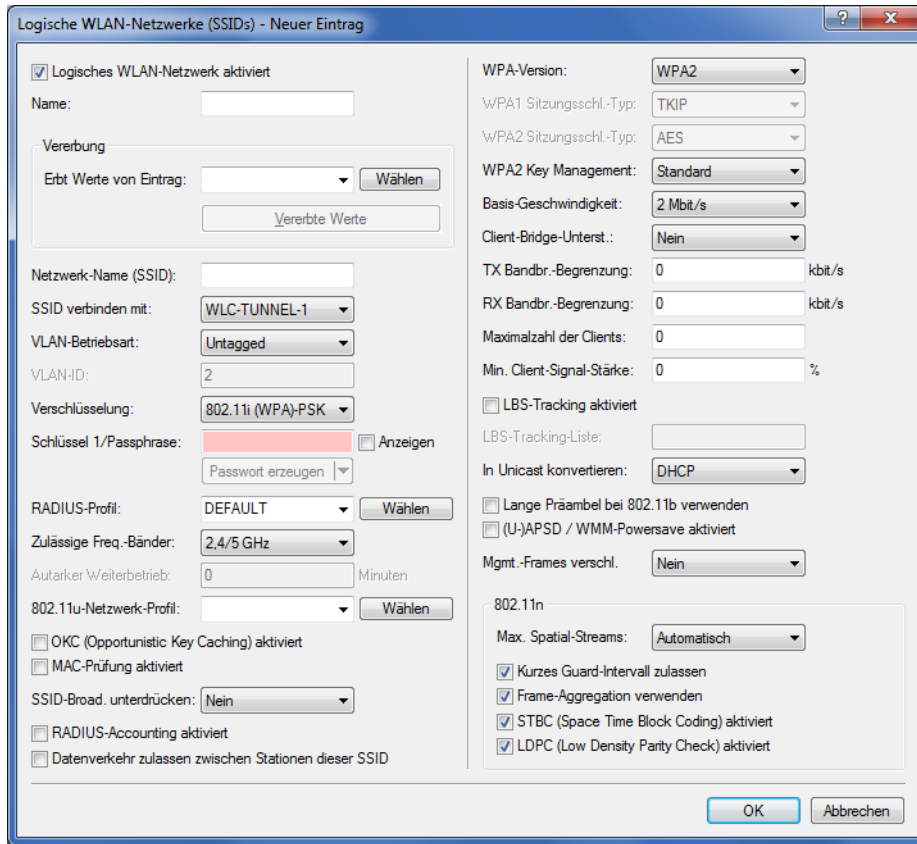 Logische WLAN-Netzwerke (SSIDs) - Neuer Eintrag
Logisches WLAN-Netzwerk aktiviert
Name:
Vererbung
Erbt Werte von Eintrag:
Wählen
Vererbte Werte
Netzwerk-Name (SSID):
SSID verbinden mit: WLC-TUNNEL-1
VLAN-Betriebsart: Untagged
VLAN-ID: 2
Verschlüsselung: 802.11i (WPA)-PSK
Schlüssel 1/Passphrase: Anzeigen
Passwort erzeugen
RADIUS-Profil: DEFAULT Wählen
Zulässige Freq.-Bänder: 2,4/5 GHz
Autarker Weiterbetrieb: 0 Minuten
802.11u-Netzwerk-Profil: Wählen
OKC (Opportunistic Key Caching) aktiviert
MAC-Prüfung aktiviert
SSID-Broad. unterdrücken: Nein
RADIUS-Accounting aktiviert
Datenverkehr zulassen zwischen Stationen dieser SSID
WPA-Version: WPA2
WPA1 Sitzungsschl.-Typ: TKIP
WPA2 Sitzungsschl.-Typ: AES
WPA2 Key Management: Standard
Basis-Geschwindigkeit: 2 Mbit/s
Client-Bridge-Unterst.: Nein
TX Bandbr.-Begrenzung: 0 kbit/s
RX Bandbr.-Begrenzung: 0 kbit/s
Maximalzahl der Clients: 0
Min. Client-Signal-Stärke: 0 %
LBS-Tracking aktiviert
LBS-Tracking-Liste:
In Unicast konvertieren: DHCP
Lange Präambel bei 802.11b verwenden
(U-)APSD / WMM-Powersave aktiviert
Mgmt.-Frames verschl. Nein
802.11n
Max. Spatial-Streams: Automatisch
Kurzes Guard-Intervall zulassen
Frame-Aggregation verwenden
STBC (Space Time Block Coding) aktiviert
LDPC (Low Density Parity Check) aktiviert
OK
Abbrechen